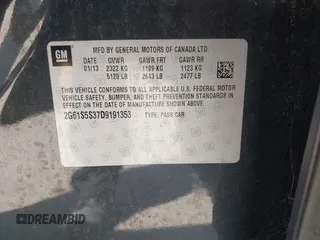 GM
MFD BY GENERAL MOTORS OF CANADA LTD.
DATE GVWR GAWR FRT GAWR RR
01/13 2322 KG 1199 KG 1123 KG
5120 LB 2643 LB 2477 LB
THIS VEHICLE CONFORMS TO ALL APPLICABLE U.S. FEDERAL MOTOR
VEHICLE SAFETY, BUMPER, AND THEFT PREVENTION STANDARDS IN EFFECT
ON THE DATE OF MANUFACTURE SHOWN ABOVE.
2G61S5S37D9191353 TYPE: PASS CAR
DREAMBID